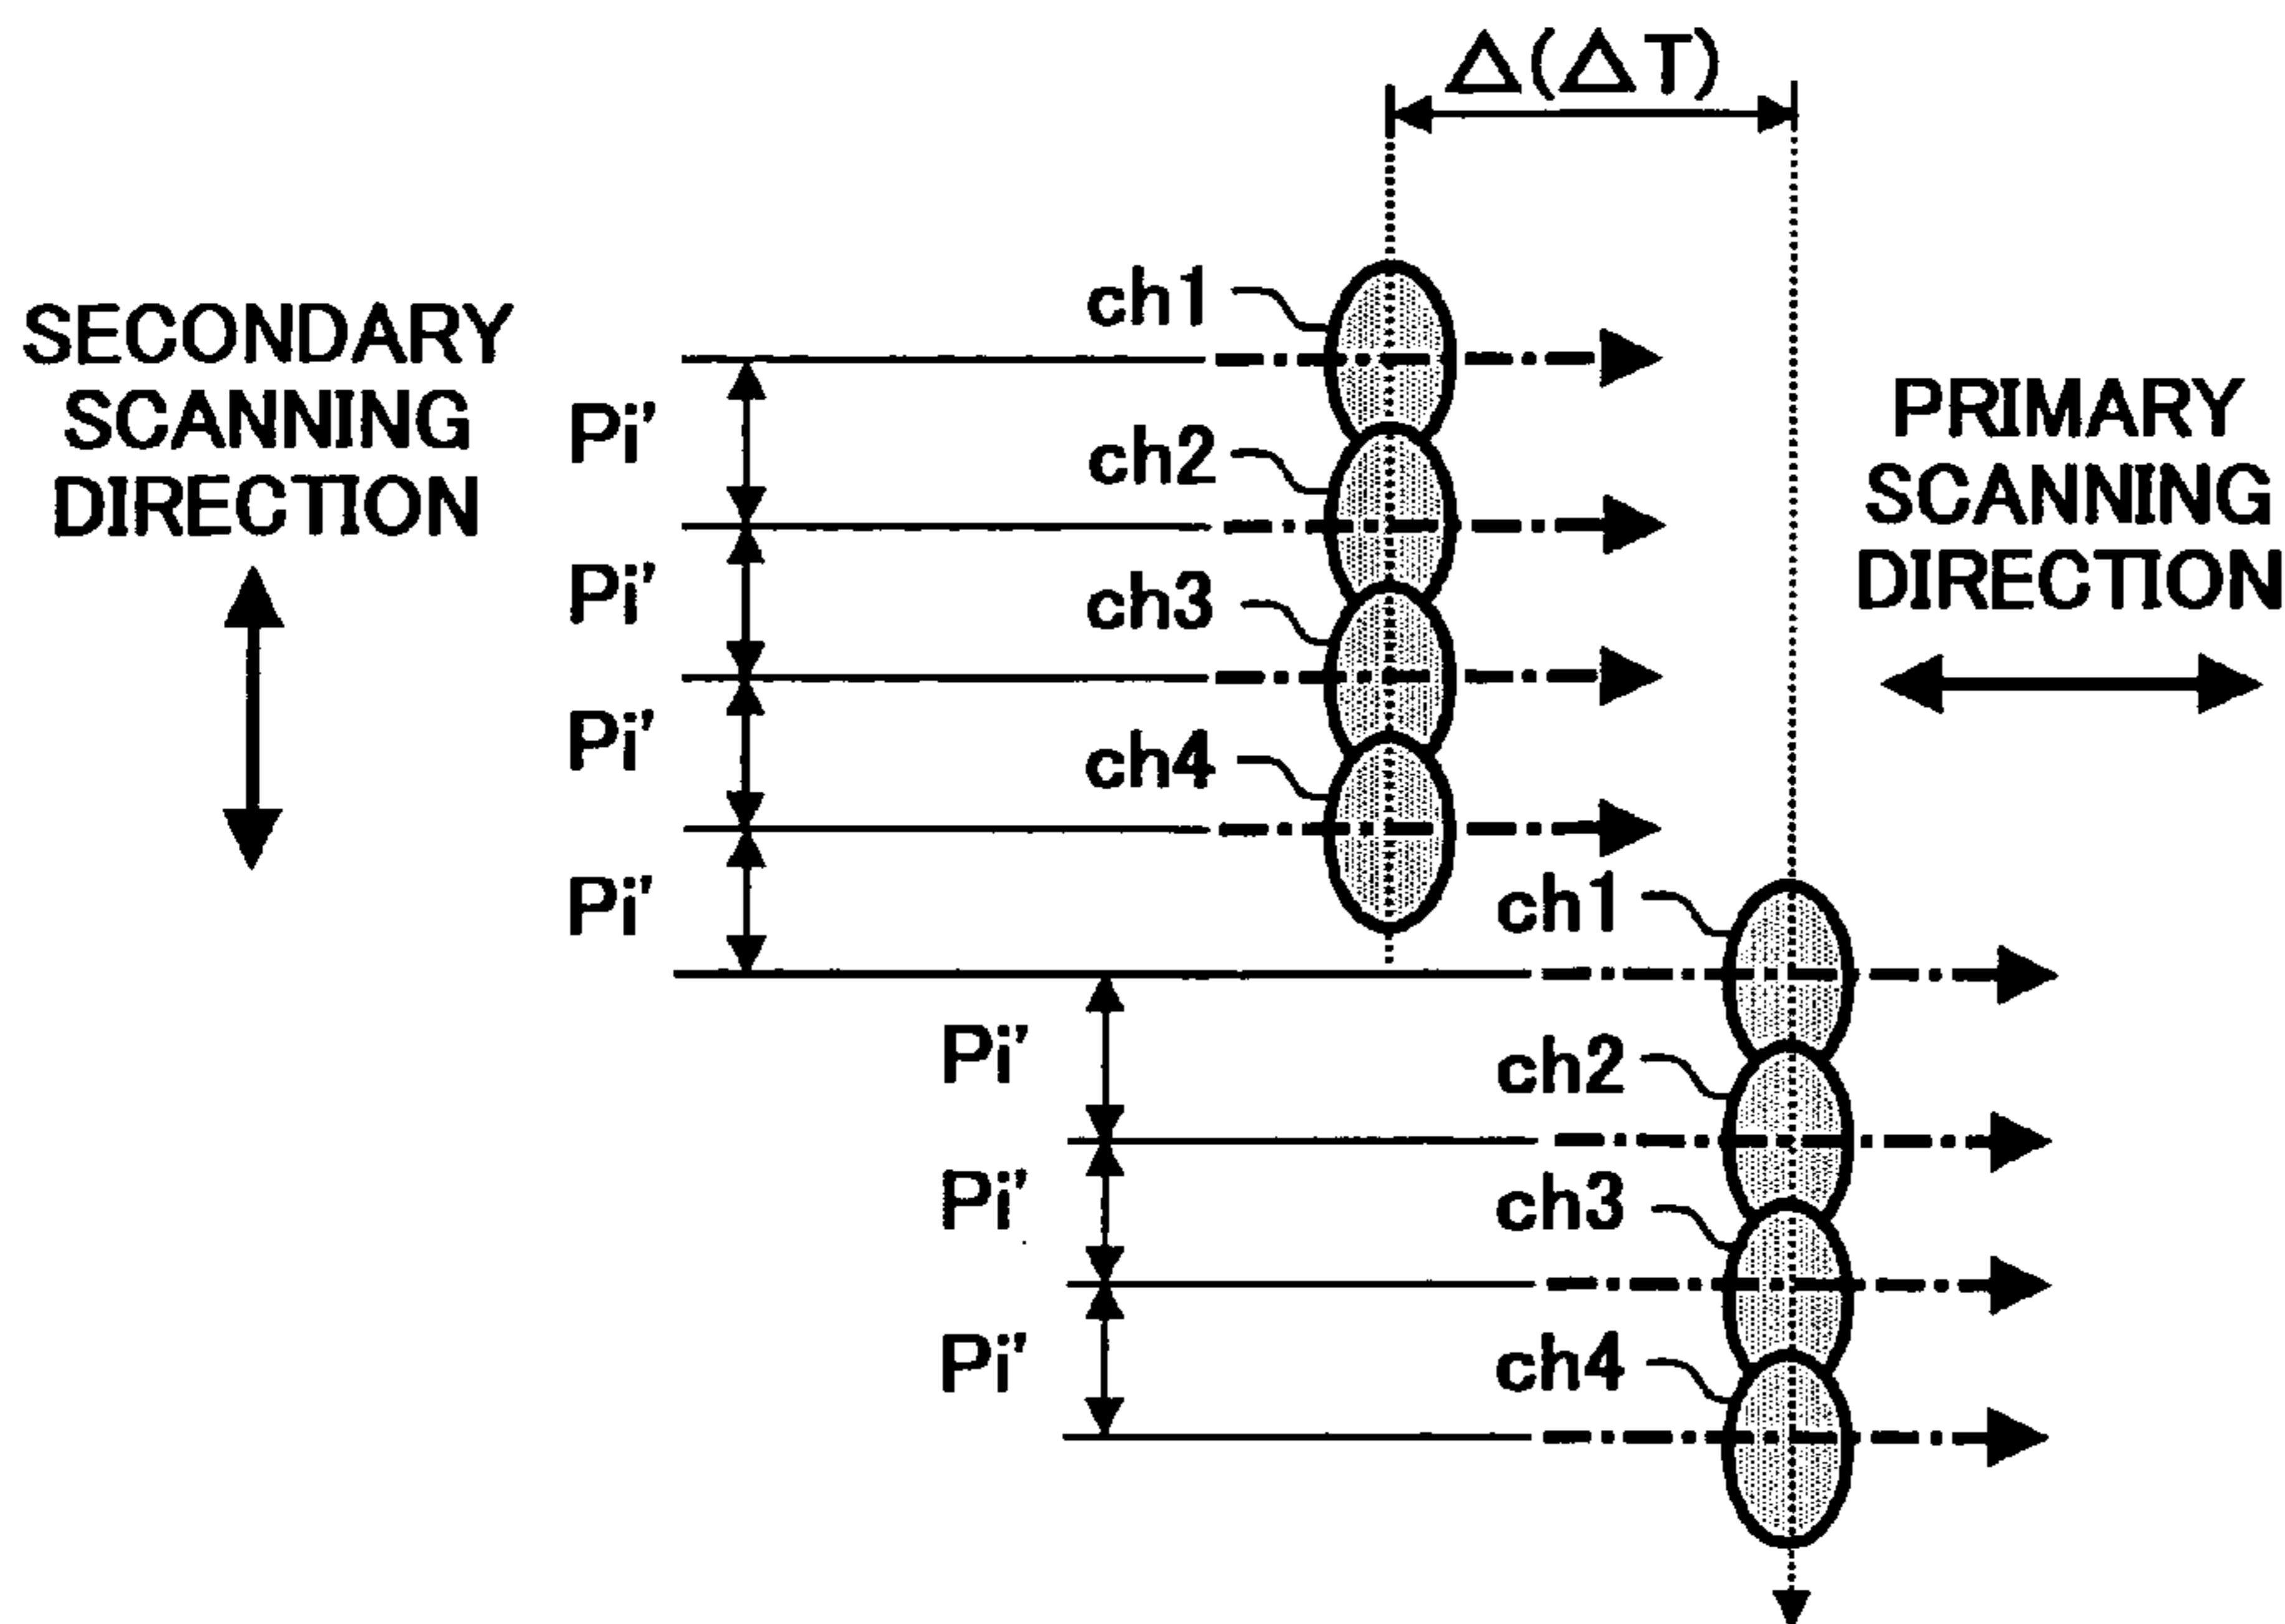 △(△T)
SECONDARY
SCANNING
DIRECTION
PRIMARY
SCANNING
DIRECTION
ch1
Pi'
ch2
Pi'
ch3
Pi'
ch4
Pi'
ch1
Pi'
ch2
Pi'
ch3
Pi'
ch4